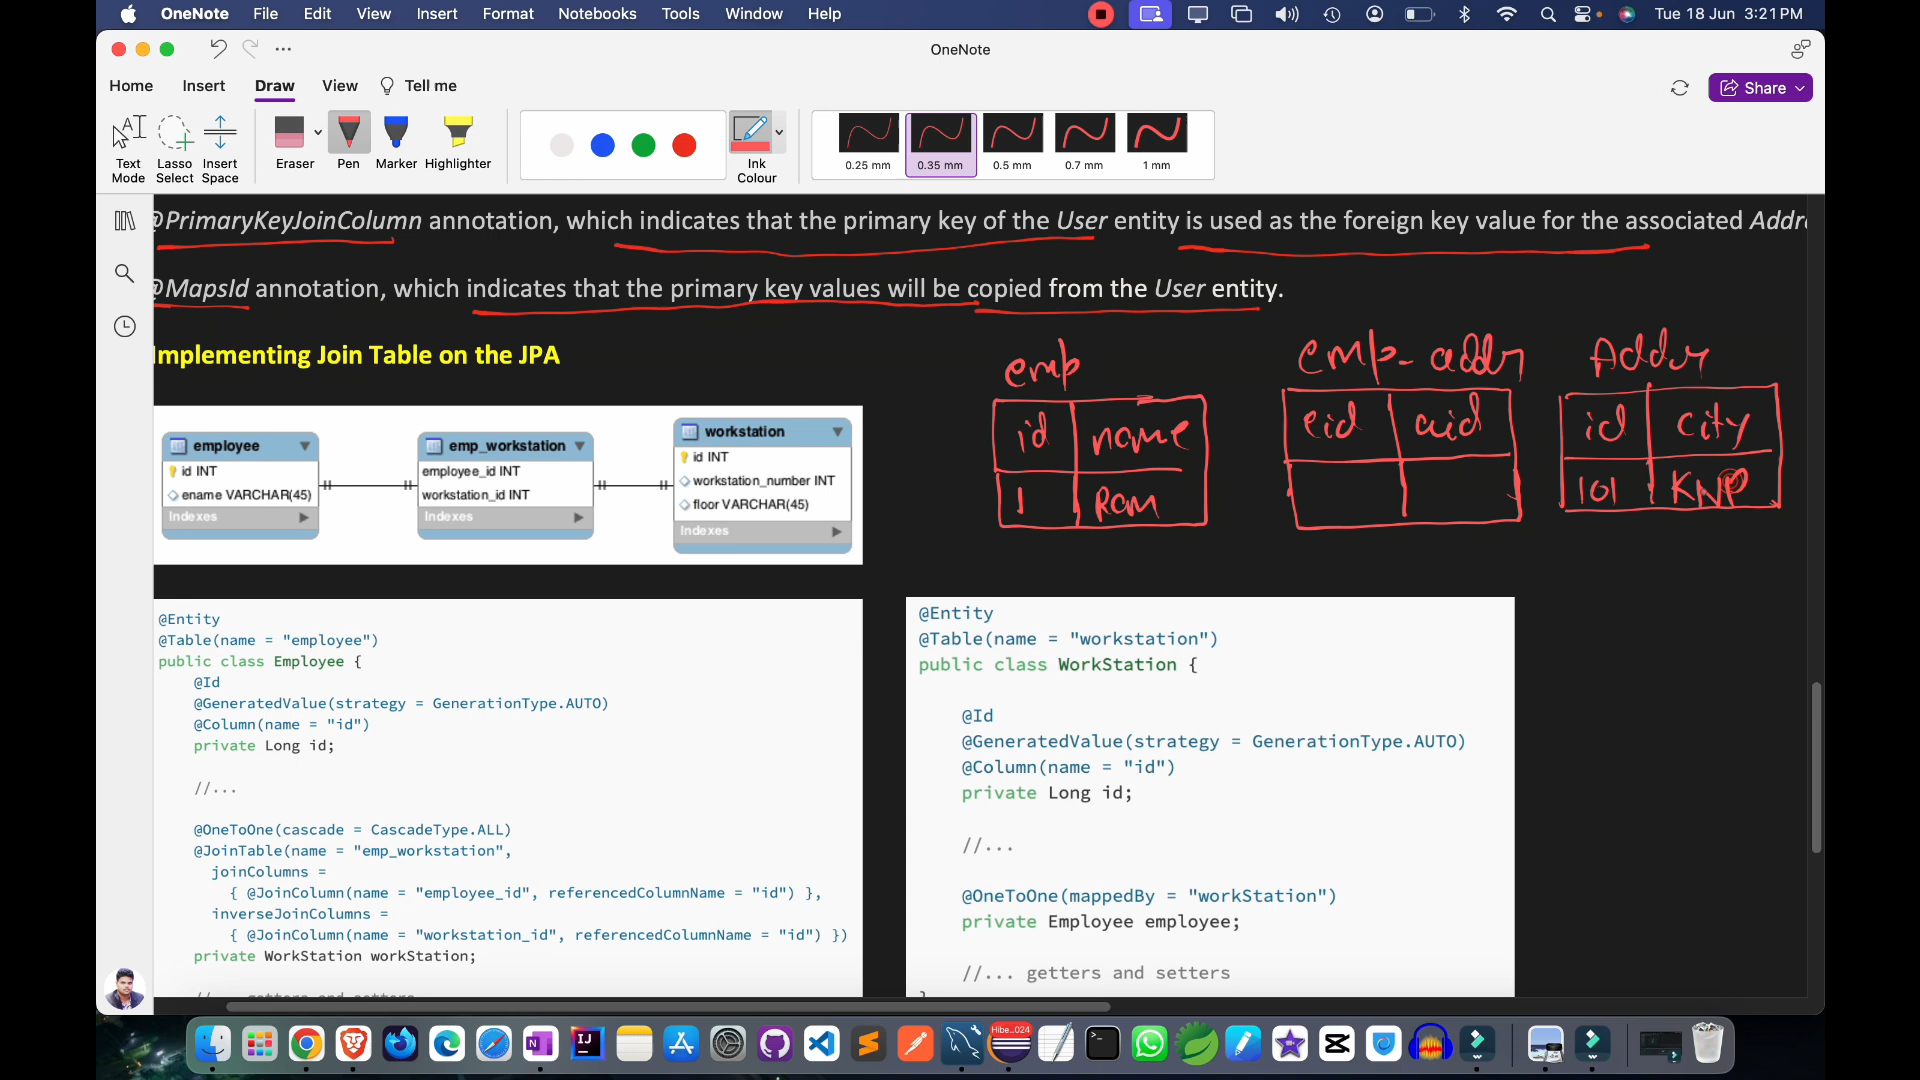 OneNote File Edit View Insert Format Notebooks Tools Window Help Tue 18 Jun 3:21 PM
OneNote
Home Insert Draw View Tell me Share
Text Mode Lasso Select Insert Space Eraser Pen Marker Highlighter Ink Colour 0.25 mm 0.35 mm 0.5 mm 0.7 mm 1 mm
@PrimaryKeyJoinColumn annotation, which indicates that the primary key of the User entity is used as the foreign key value for the associated Addr
@MapsId annotation, which indicates that the primary key values will be copied from the User entity.
Implementing Join Table on the JPA
employee
id INT
ename VARCHAR(45)
Indexes
emp_workstation
employee_id INT
workstation_id INT
Indexes
workstation
id INT
workstation_number INT
floor VARCHAR(45)
Indexes
emp
id name
1 Ram
emp_addr
eid aid
Addr
id city
101 KNP
@Entity
@Table(name = "employee")
public class Employee {
@Id
@GeneratedValue(strategy = GenerationType.AUTO)
@Column(name = "id")
private Long id;
//...
@OneToOne(cascade = CascadeType.ALL)
@JoinTable(name = "emp_workstation",
joinColumns =
{ @JoinColumn(name = "employee_id", referencedColumnName = "id") },
inverseJoinColumns =
{ @JoinColumn(name = "workstation_id", referencedColumnName = "id") })
private WorkStation workStation;
@Entity
@Table(name = "workstation")
public class WorkStation {
@Id
@GeneratedValue(strategy = GenerationType.AUTO)
@Column(name = "id")
private Long id;
//...
@OneToOne(mappedBy = "workStation")
private Employee employee;
//... getters and setters
Hibe_024